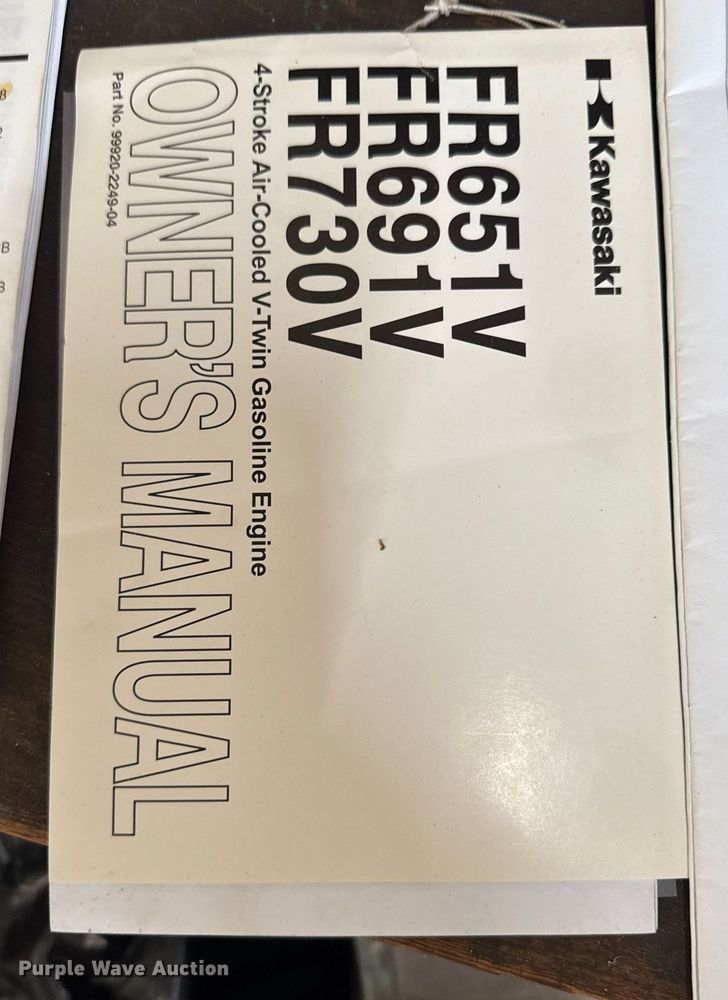 Kawasaki
FR651V
FR691V
FR730V
4-Stroke Air-Cooled V-Twin Gasoline Engine
OWNER'S MANUAL
Part No. 99920-2249-04
B
B
Purple Wave Auction